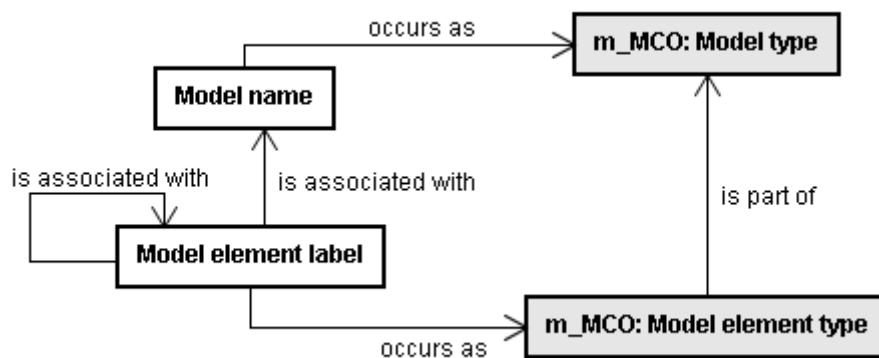 occurs as
m_MCO: Model type
Model name
is associated with
is associated with
is part of
Model element label
m_MCO: Model element type
occurs as